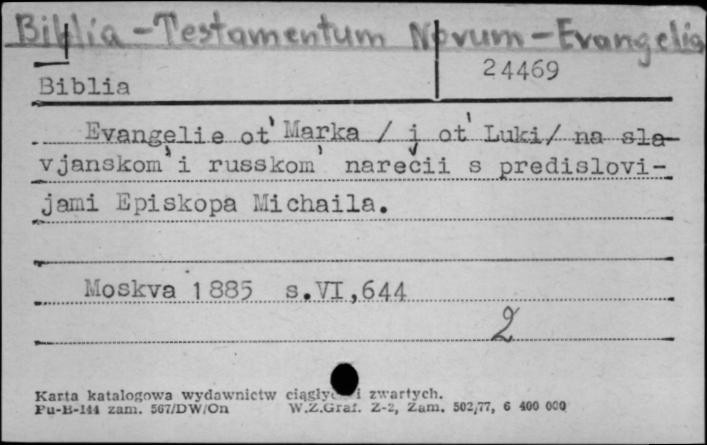 Biblia - Testamentum Novum - Evangelia
24469
Biblia
Evangelie ot' Marka / i ot' Luki/ na sla-
vjanskom' i russkom' narečii s predislovi-
jami Episkopa Michaila.
Moskva 1885 s.VI,644
2
Karta katalogowa wydawnictw i zwartych.
Pu-B-144 zam. 567/DW/On W.Z.Graf. Z-2, Zam. 502/77, 6 400 000